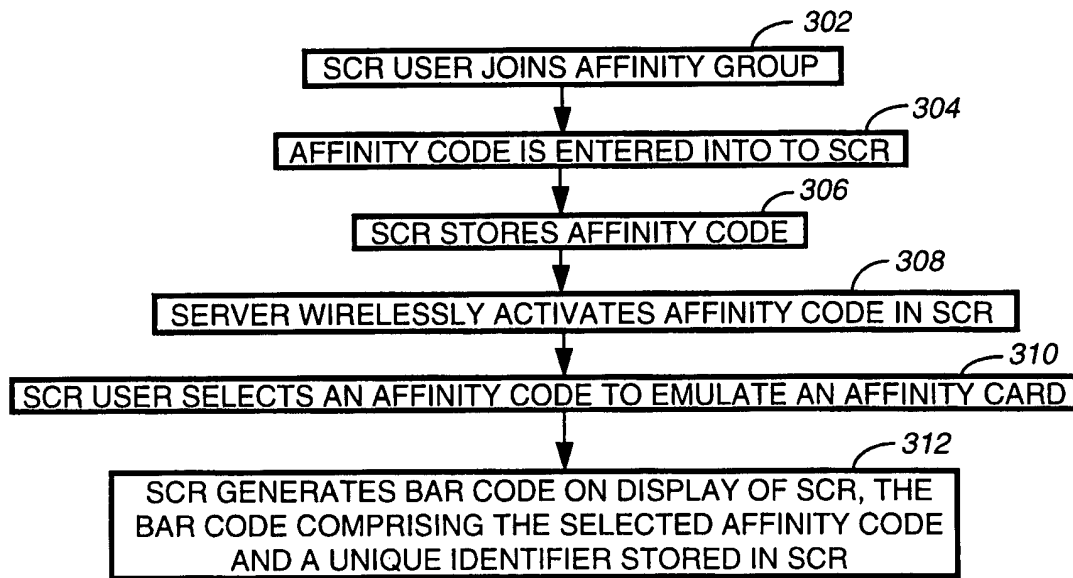 302
SCR USER JOINS AFFINITY GROUP
304
AFFINITY CODE IS ENTERED INTO TO SCR
306
SCR STORES AFFINITY CODE
308
SERVER WIRELESSLY ACTIVATES AFFINITY CODE IN SCR
310
SCR USER SELECTS AN AFFINITY CODE TO EMULATE AN AFFINITY CARD
312
SCR GENERATES BAR CODE ON DISPLAY OF SCR, THE
BAR CODE COMPRISING THE SELECTED AFFINITY CODE
AND A UNIQUE IDENTIFIER STORED IN SCR